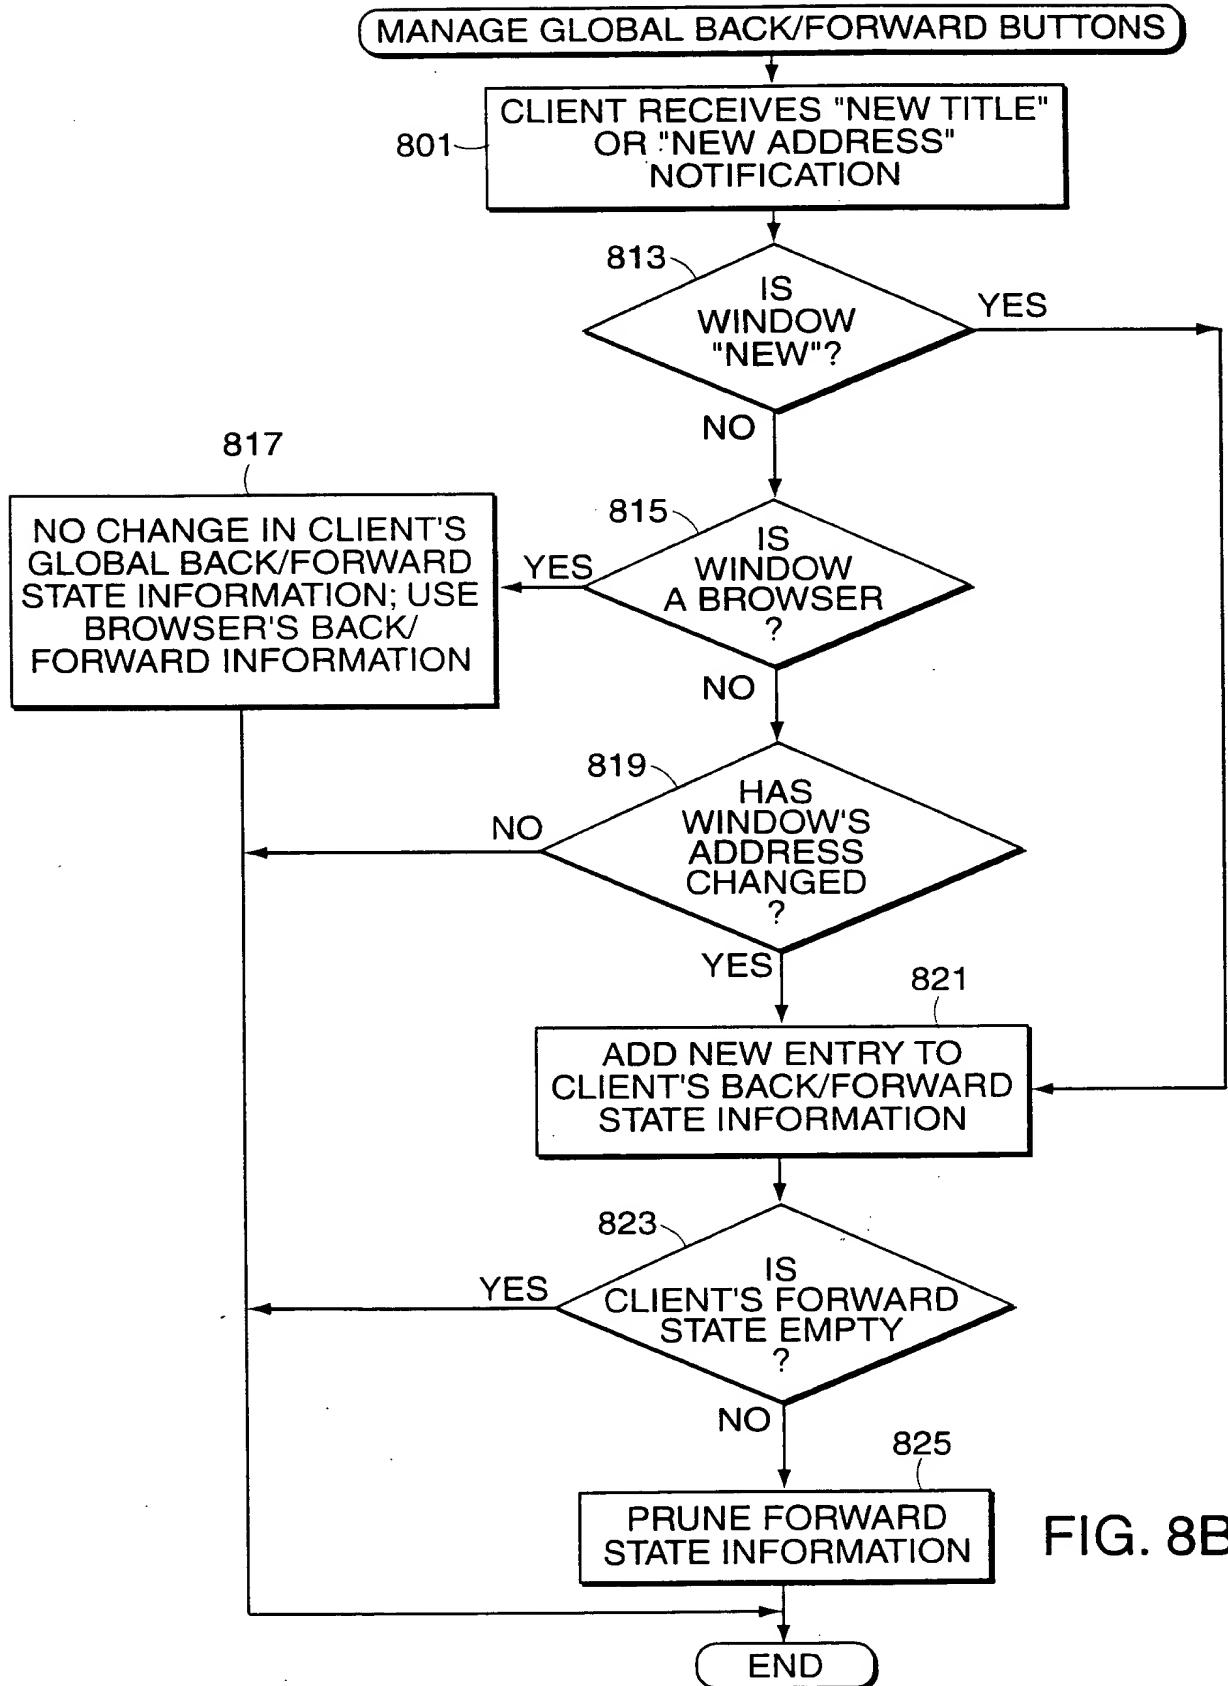 MANAGE GLOBAL BACK/FORWARD BUTTONS
801
CLIENT RECEIVES "NEW TITLE"
OR "NEW ADDRESS"
NOTIFICATION
813
IS
WINDOW
"NEW"?
YES
NO
817
NO CHANGE IN CLIENT'S
GLOBAL BACK/FORWARD
STATE INFORMATION; USE
BROWSER'S BACK/
FORWARD INFORMATION
815
IS
WINDOW
A BROWSER
?
YES
NO
819
HAS
WINDOW'S
ADDRESS
CHANGED
?
NO
YES
821
ADD NEW ENTRY TO
CLIENT'S BACK/FORWARD
STATE INFORMATION
823
IS
CLIENT'S FORWARD
STATE EMPTY
?
YES
NO
825
PRUNE FORWARD
STATE INFORMATION
FIG. 8B
END